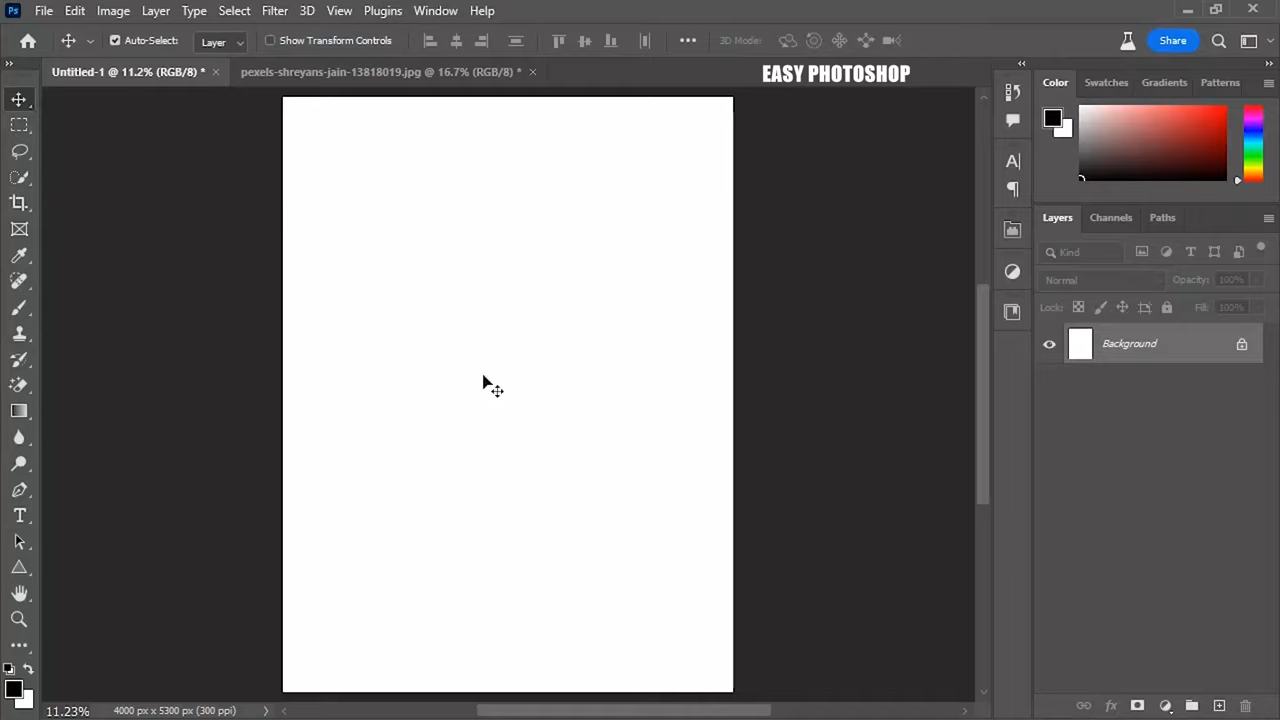 Ps File Edit Image Layer Type Select Filter 3D View Plugins Window Help
Auto-Select: Layer Show Transform Controls 3D Mode: Share
Untitled-1 @ 11.2% (RGB/8) * pexels-shreyans-jain-13818019.jpg @ 16.7% (RGB/8) *
EASY PHOTOSHOP
Color Swatches Gradients Patterns
Layers Channels Paths
Kind
Normal Opacity: 100%
Lock: Fill: 100%
Background
11.23% 4000 px x 5300 px (300 ppi)